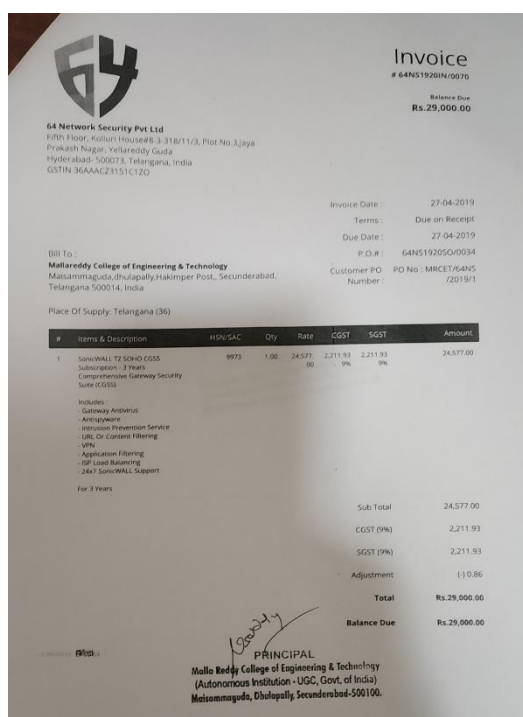 64
Invoice
# 64NS1920IN/0070
Balance Due
Rs.29,000.00
64 Network Security Pvt Ltd
Fifth Floor, Kolluri House#8-3-318/11/3, Plot No.3,Jaya
Prakash Nagar, Yellareddy Guda
Hyderabad- 500073, Telangana, India
GSTIN 36AAACZ3151C1ZO
Invoice Date : 27-04-2019
Terms : Due on Receipt
Due Date : 27-04-2019
P.O.# : 64NS1920SO/0034
Customer PO Number : PO No : MRCET/64NS/2019/1
Bill To :
Mallareddy College of Engineering & Technology
Maisammaguda,dhulapally,Hakimper Post,, Secunderabad,
Telangana 500014, India
Place Of Supply: Telangana (36)
# Items & Description HSN/SAC Qty Rate CGST SGST Amount
1 SonicWALL TZ SOHO CGSS 9973 1.00 24,577.00 2,211.93 2,211.93 24,577.00
Subscription - 3 Years 9% 9%
Comprehensive Gateway Security
Suite (CGSS)
Includes :
- Gateway Antivirus
- Antispyware
- Intrusion Prevention Service
- URL Or Content Filtering
- VPN
- Application Filtering
- ISP Load Balancing
- 24x7 SonicWALL Support
For 3 Years
Sub Total 24,577.00
CGST (9%) 2,211.93
SGST (9%) 2,211.93
Adjustment (-) 0.86
Total Rs.29,000.00
Balance Due Rs.29,000.00
PRINCIPAL
Malla Reddy College of Engineering & Technology
(Autonomous Institution - UGC, Govt. of India)
Maisammaguda, Dhulapally, Secunderabad-500100.